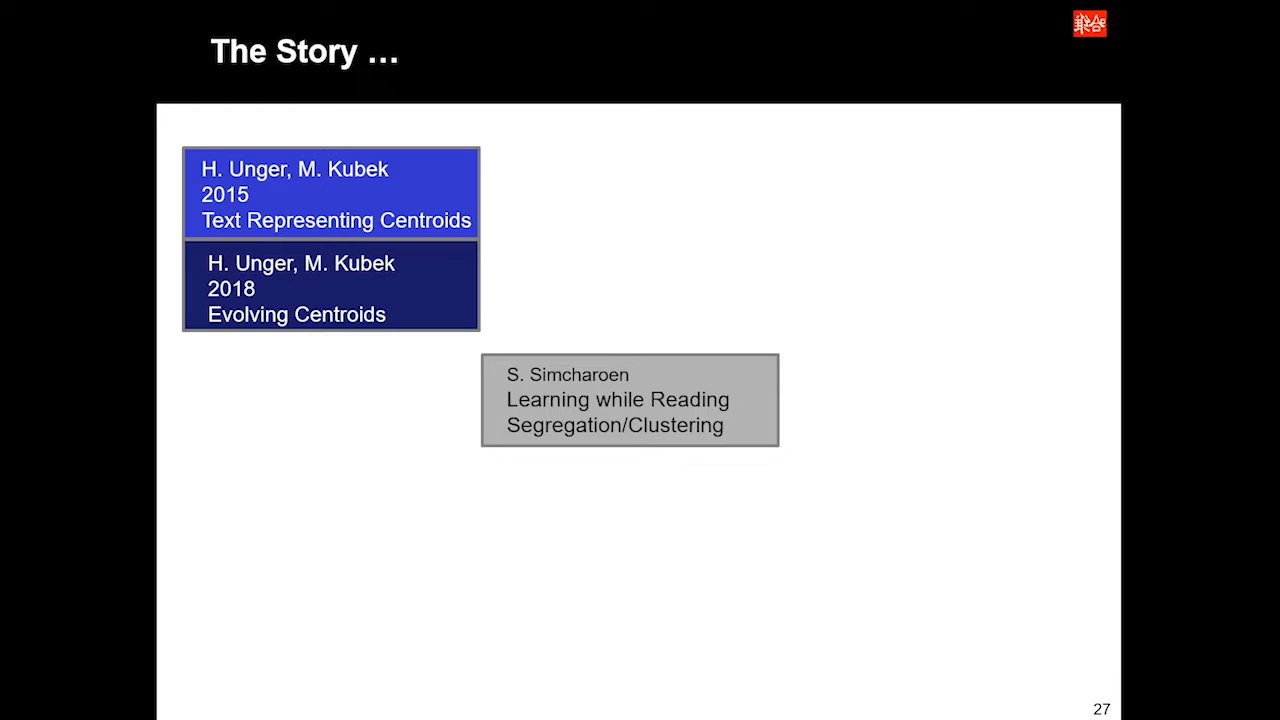 The Story …
H. Unger, M. Kubek
2015
Text Representing Centroids
H. Unger, M. Kubek
2018
Evolving Centroids
S. Simcharoen
Learning while Reading
Segregation/Clustering
27